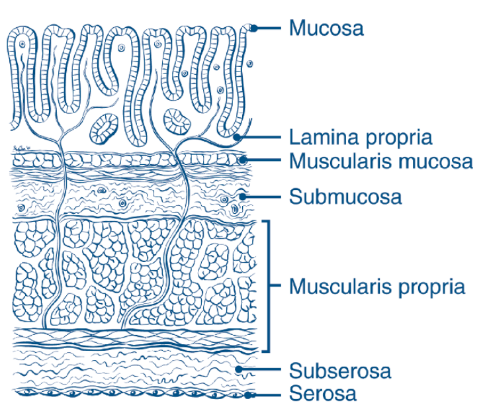 Mucosa
Lamina propria
Muscularis mucosa
Submucosa
Muscularis propria
Subserosa
Serosa